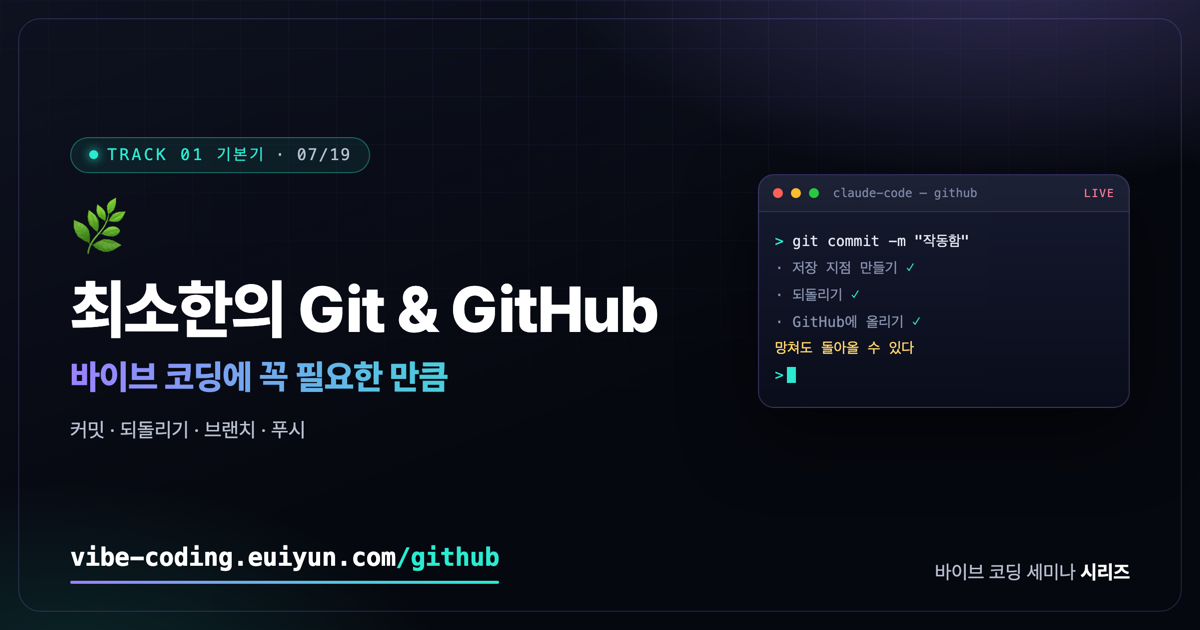 TRACK 01 기본기 · 07/19
최소한의 Git & GitHub
바이브 코딩에 꼭 필요한 만큼
커밋 · 되돌리기 · 브랜치 · 푸시
claude-code — github
LIVE
> git commit -m "작동함"
· 저장 지점 만들기 ✓
· 되돌리기 ✓
· GitHub에 올리기 ✓
망쳐도 돌아올 수 있다
>
vibe-coding.euiyun.com/github
바이브 코딩 세미나 시리즈